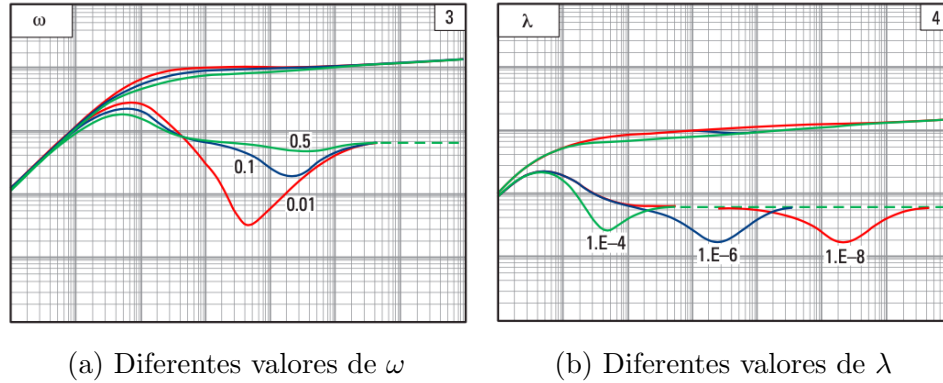 ω
3
0.5
0.1
0.01
λ
4
1.E–4
1.E–6
1.E–8
(a) Diferentes valores de ω
(b) Diferentes valores de λ